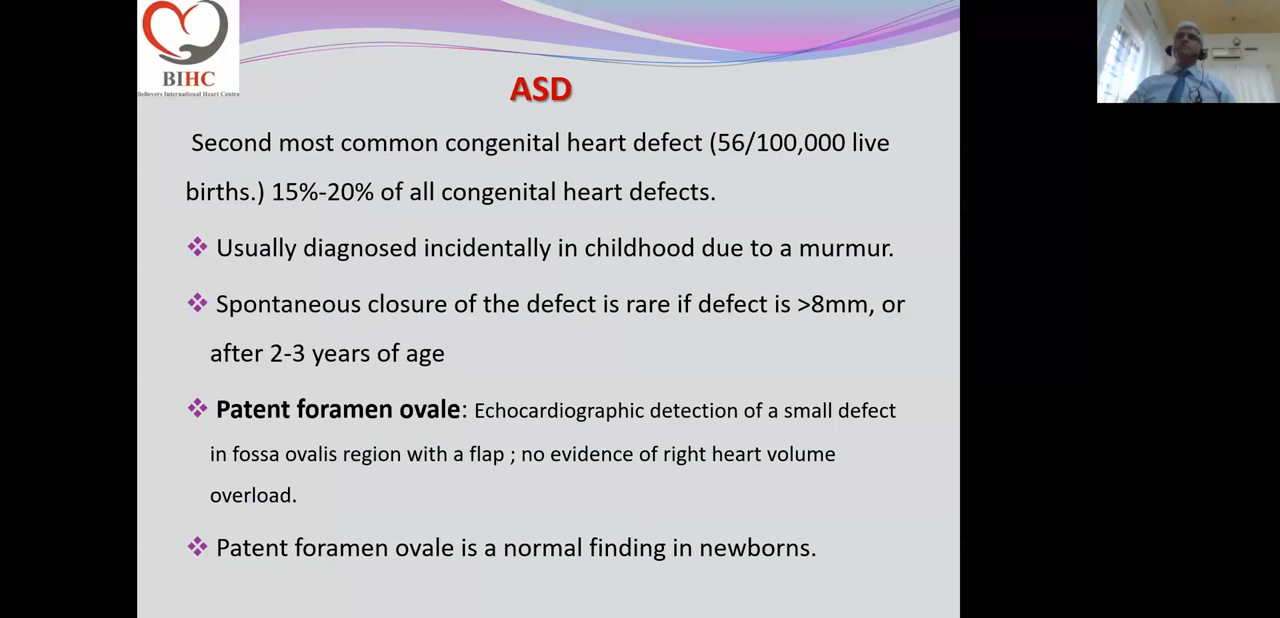 BIHC
Believers International Heart Centre
ASD
Second most common congenital heart defect (56/100,000 live
births.) 15%-20% of all congenital heart defects.
❖ Usually diagnosed incidentally in childhood due to a murmur.
❖ Spontaneous closure of the defect is rare if defect is >8mm, or
after 2-3 years of age
❖ Patent foramen ovale: Echocardiographic detection of a small defect
in fossa ovalis region with a flap ; no evidence of right heart volume
overload.
❖ Patent foramen ovale is a normal finding in newborns.